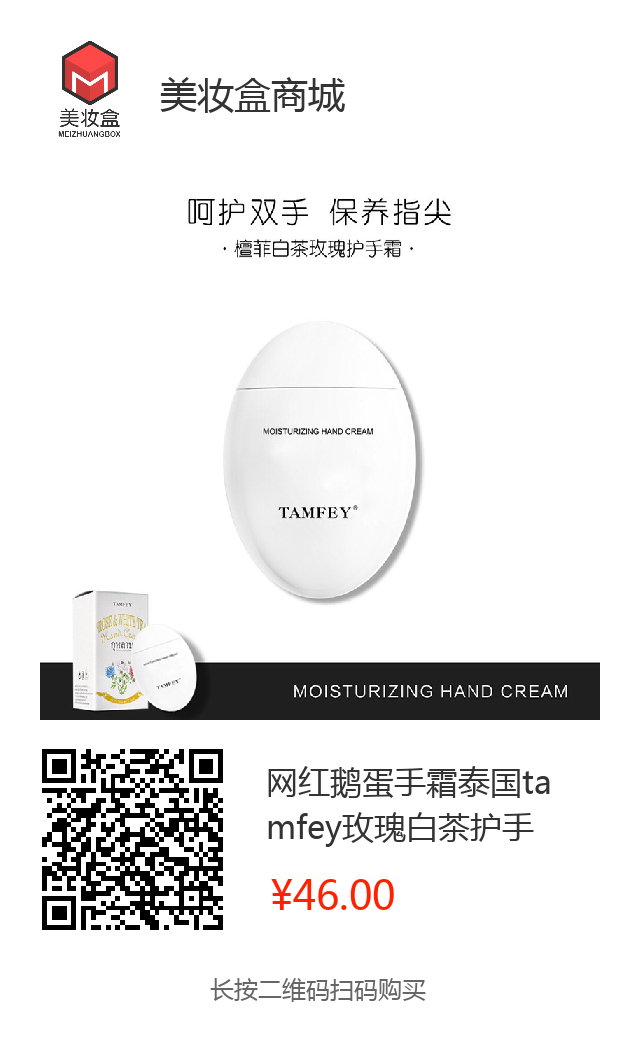 美妆盒
MEIZHUANGBOX
美妆盒商城
呵护双手 保养指尖
·檀菲白茶玫瑰护手霜·
MOISTURIZING HAND CREAM
TAMFEY®
TAMFEY
TAMFEY
MOISTURIZING HAND CREAM
网红鹅蛋手霜泰国ta
mfey玫瑰白茶护手
¥46.00
长按二维码扫码购买